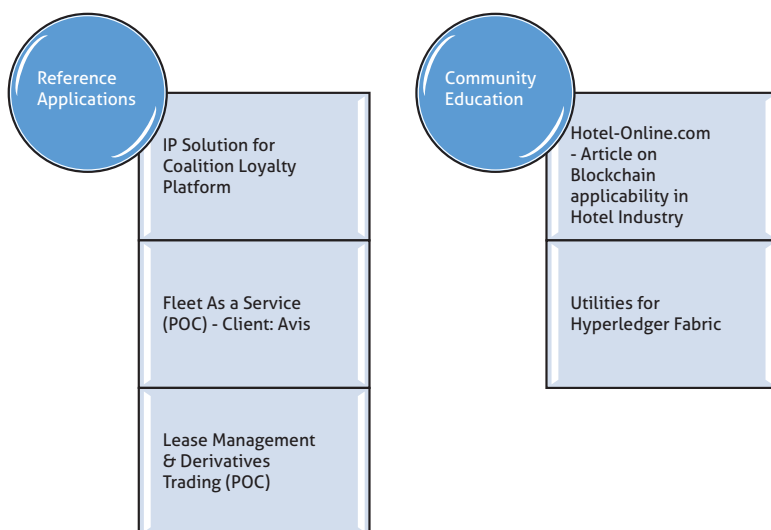 Reference
Applications
IP Solution for
Coalition Loyalty
Platform
Fleet As a Service
(POC) - Client: Avis
Lease Management
& Derivatives
Trading (POC)
Community
Education
Hotel-Online.com
- Article on
Blockchain
applicability in
Hotel Industry
Utilities for
Hyperledger Fabric